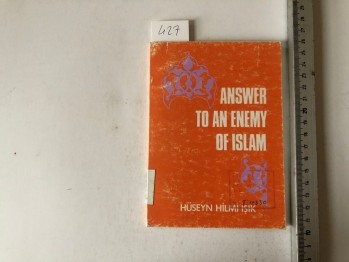 427
ANSWER
TO AN ENEMY
OF ISLAM
HÜSEYN HİLMİ IŞIK